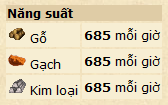 Năng suất
Gỗ 685 mỗi giờ
Gạch 685 mỗi giờ
Kim loại 685 mỗi giờ